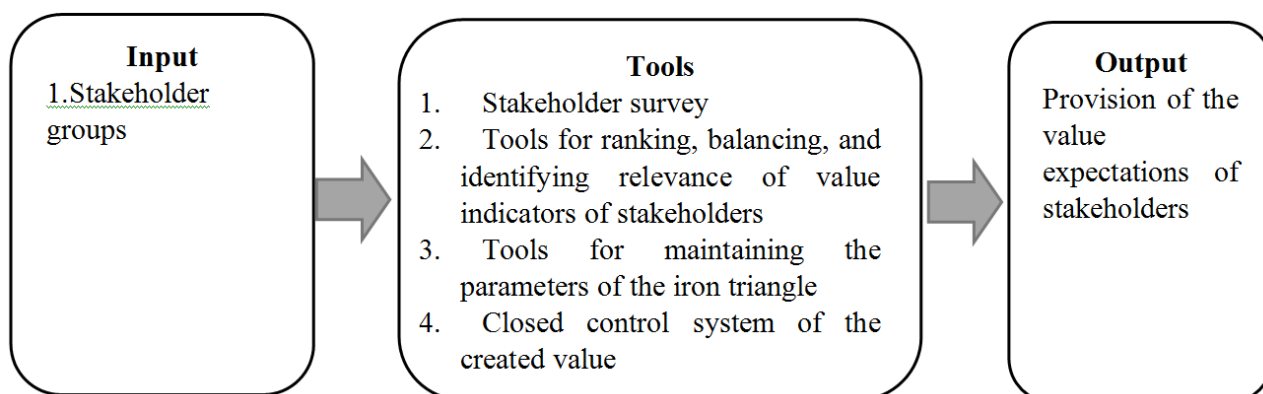 Input
1.Stakeholder
groups
Tools
1. Stakeholder survey
2. Tools for ranking, balancing, and
identifying relevance of value
indicators of stakeholders
3. Tools for maintaining the
parameters of the iron triangle
4. Closed control system of the
created value
Output
Provision of the
value
expectations of
stakeholders